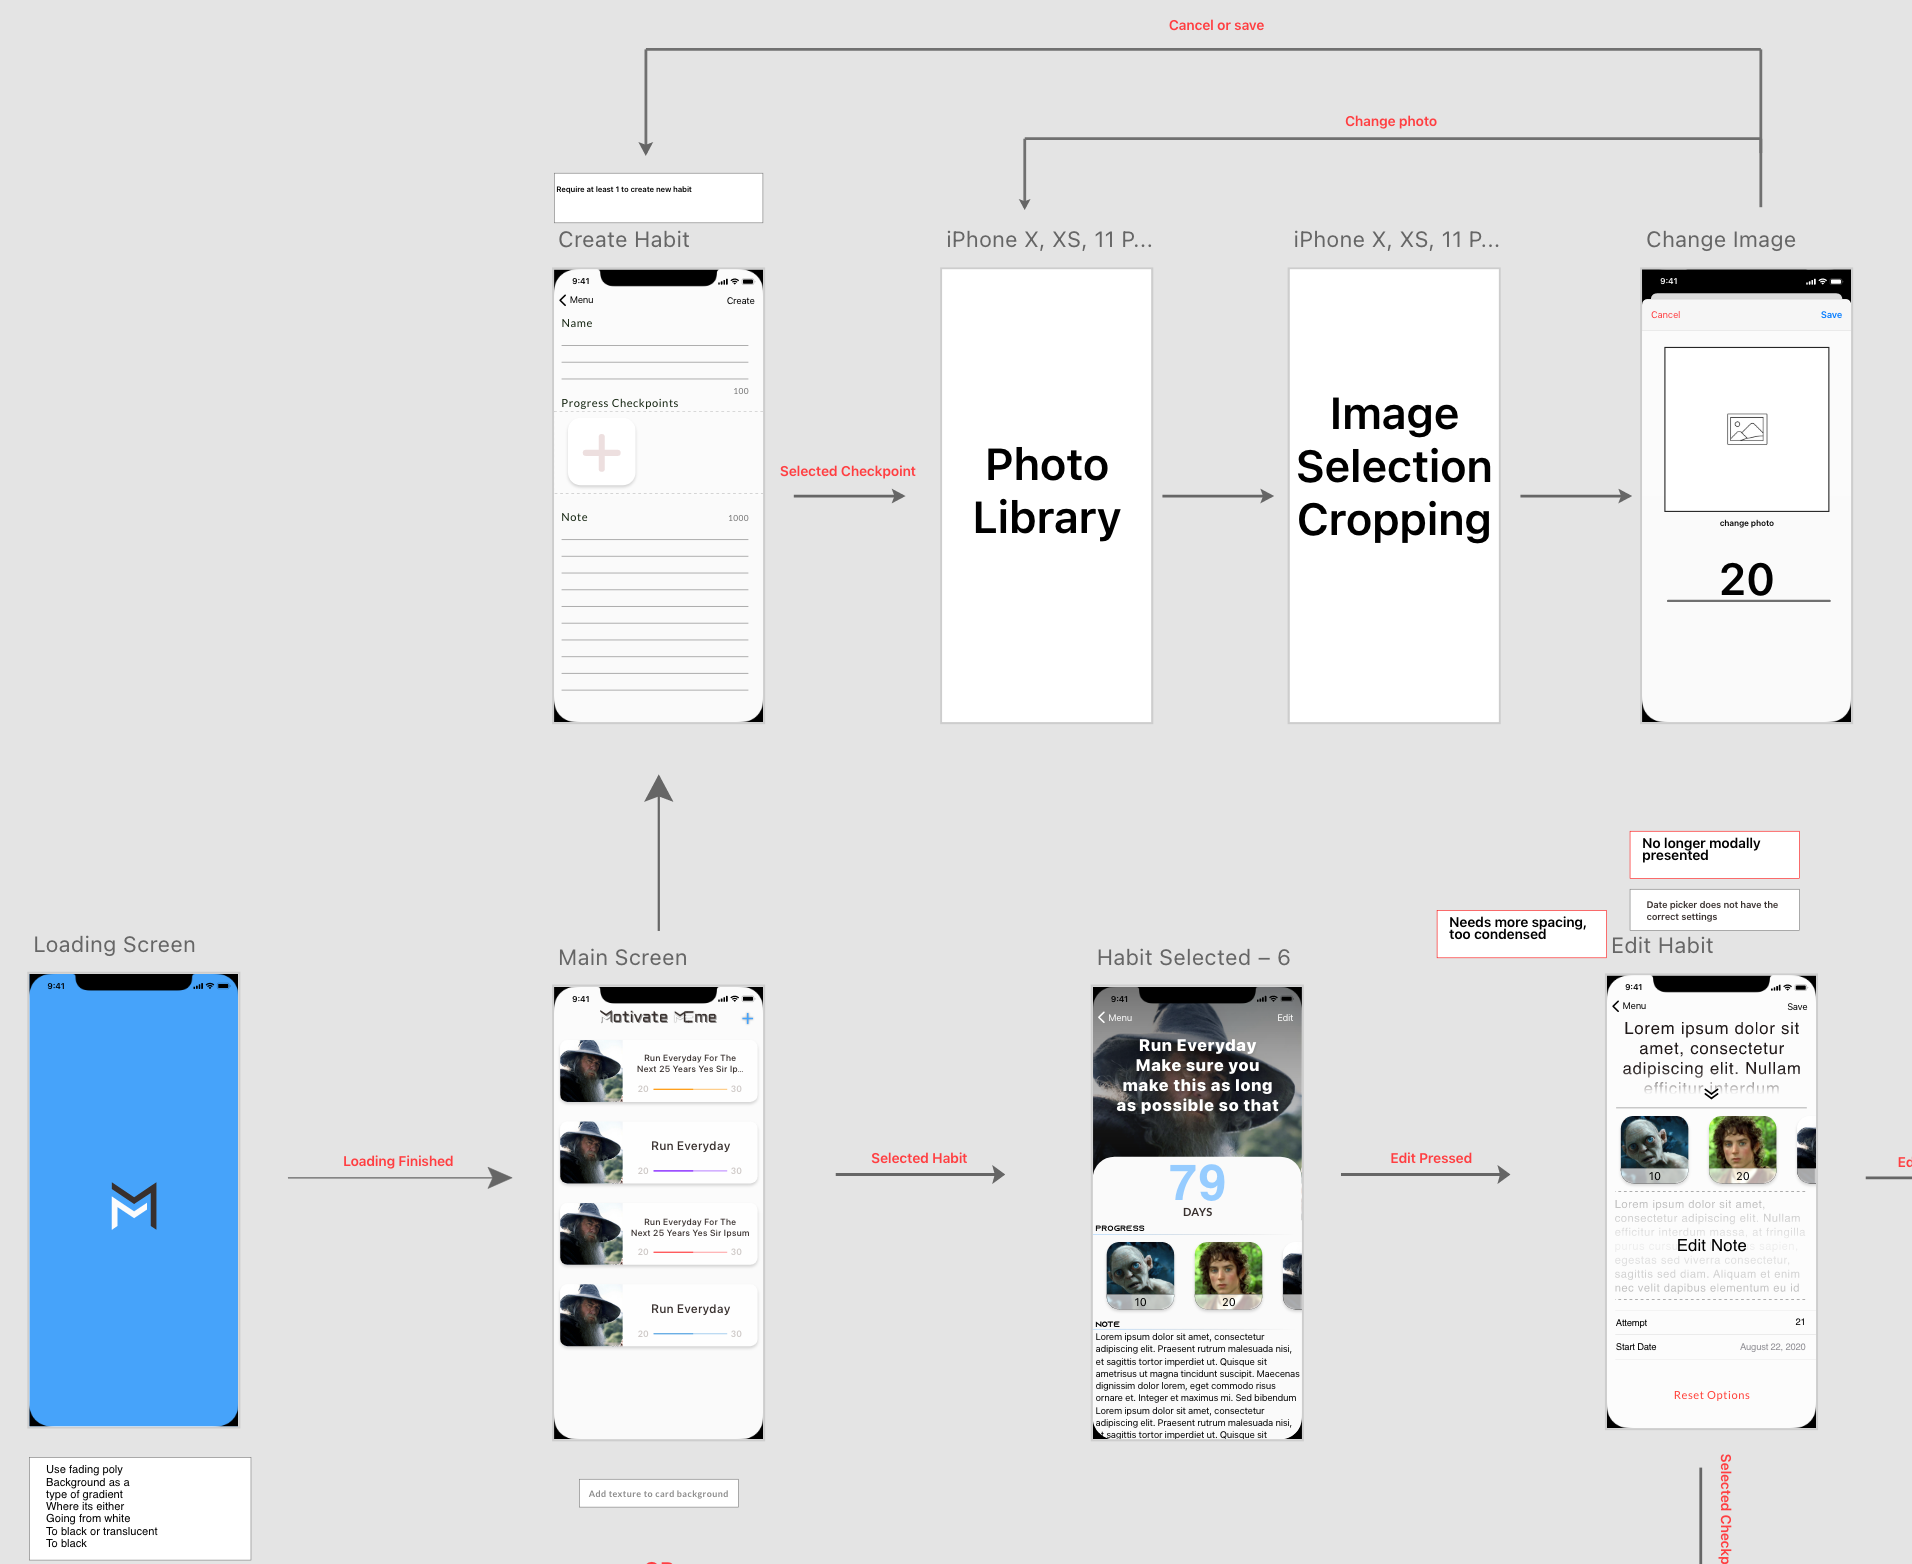 Cancel or save
Change photo
Require at least 1 to create new habit
Create Habit
9:41
Menu
Create
Name
100
Progress Checkpoints
Note
1000
Selected Checkpoint
iPhone X, XS, 11 P...
Photo
Library
iPhone X, XS, 11 P...
Image
Selection
Cropping
Change Image
9:41
Cancel
Save
change photo
20
No longer modally
presented
Date picker does not have the
correct settings
Needs more spacing,
too condensed
Loading Screen
9:41
Loading Finished
Use fading poly
Background as a
type of gradient
Where its either
Going from white
To black or translucent
To black
Main Screen
9:41
Motivate Me
Run Everyday For The
Next 25 Years Yes Sir Ip...
20
30
Run Everyday
20
30
Run Everyday For The
Next 25 Years Yes Sir Ipsum
20
30
Run Everyday
20
30
Add texture to card background
Selected Habit
Habit Selected – 6
9:41
Menu
Edit
Run Everyday
Make sure you
make this as long
as possible so that
79
DAYS
PROGRESS
10
20
NOTE
Lorem ipsum dolor sit amet, consectetur
adipiscing elit. Praesent rutrum malesuada nisi,
et sagittis tortor imperdiet ut. Quisque sit
ametrisus ut magna tincidunt suscipit. Maecenas
dignissim dolor lorem, eget commodo risus
ornare et. Integer et maximus mi. Sed bibendum
Lorem ipsum dolor sit amet, consectetur
adipiscing elit. Praesent rutrum malesuada nisi,
et sagittis tortor imperdiet ut. Quisque sit
Edit Pressed
Edit Habit
9:41
Menu
Save
Lorem ipsum dolor sit
amet, consectetur
adipiscing elit. Nullam
efficitur interdum
10
20
Lorem ipsum dolor sit amet,
consectetur adipiscing elit. Nullam
efficitur interdum massa, at fringilla
sapien,
Edit Note
egestas sed viverra consectetur,
sagittis sed diam. Aliquam et enim
nec velit dapibus elementum eu id
Attempt
21
Start Date
August 22, 2020
Reset Options
Selected Checkp
Ed